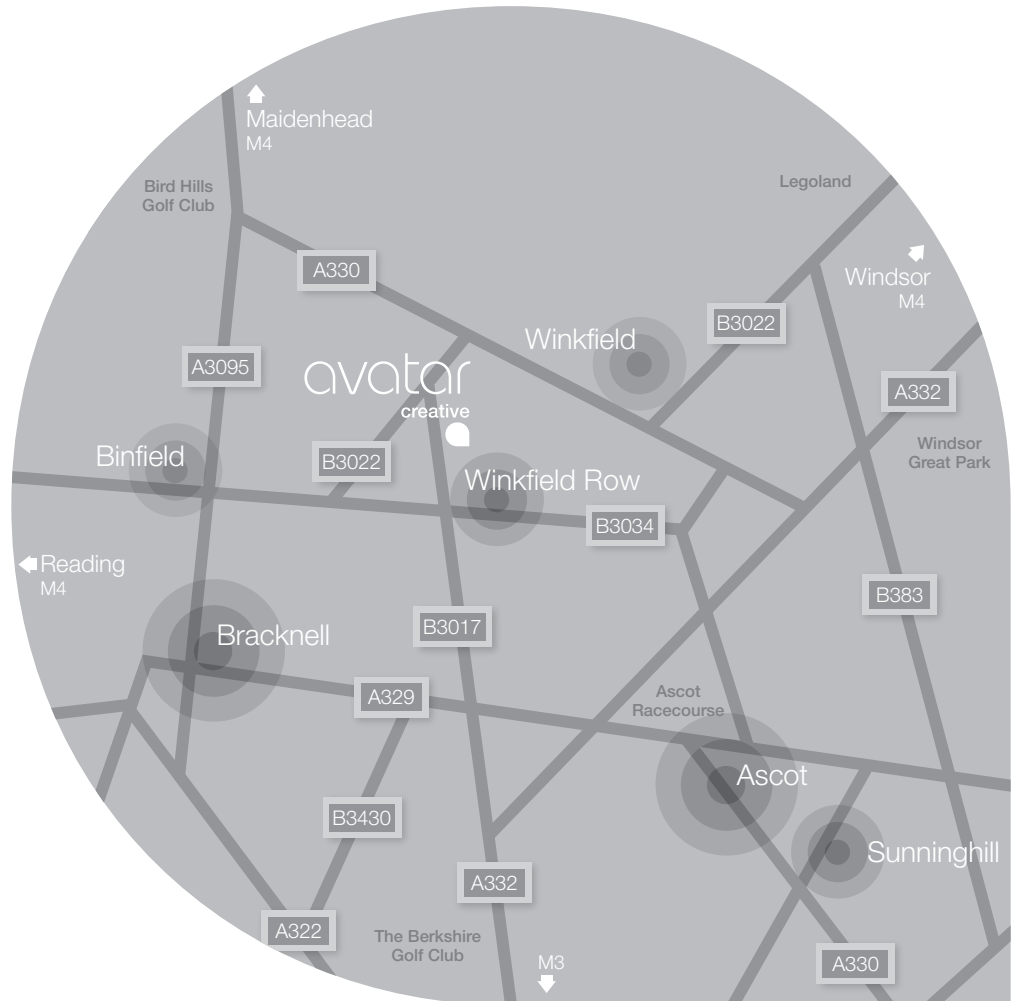 Maidenhead
M4
Bird Hills
Golf Club
Legoland
A330
Windsor
M4
B3022
Winkfield
A3095
avatar
creative
A332
Windsor
Great Park
Binfield
B3022
Winkfield Row
B3034
Reading
M4
B383
Bracknell
B3017
A329
Ascot
Racecourse
Ascot
B3430
Sunninghill
A332
A322
The Berkshire
Golf Club
M3
A330